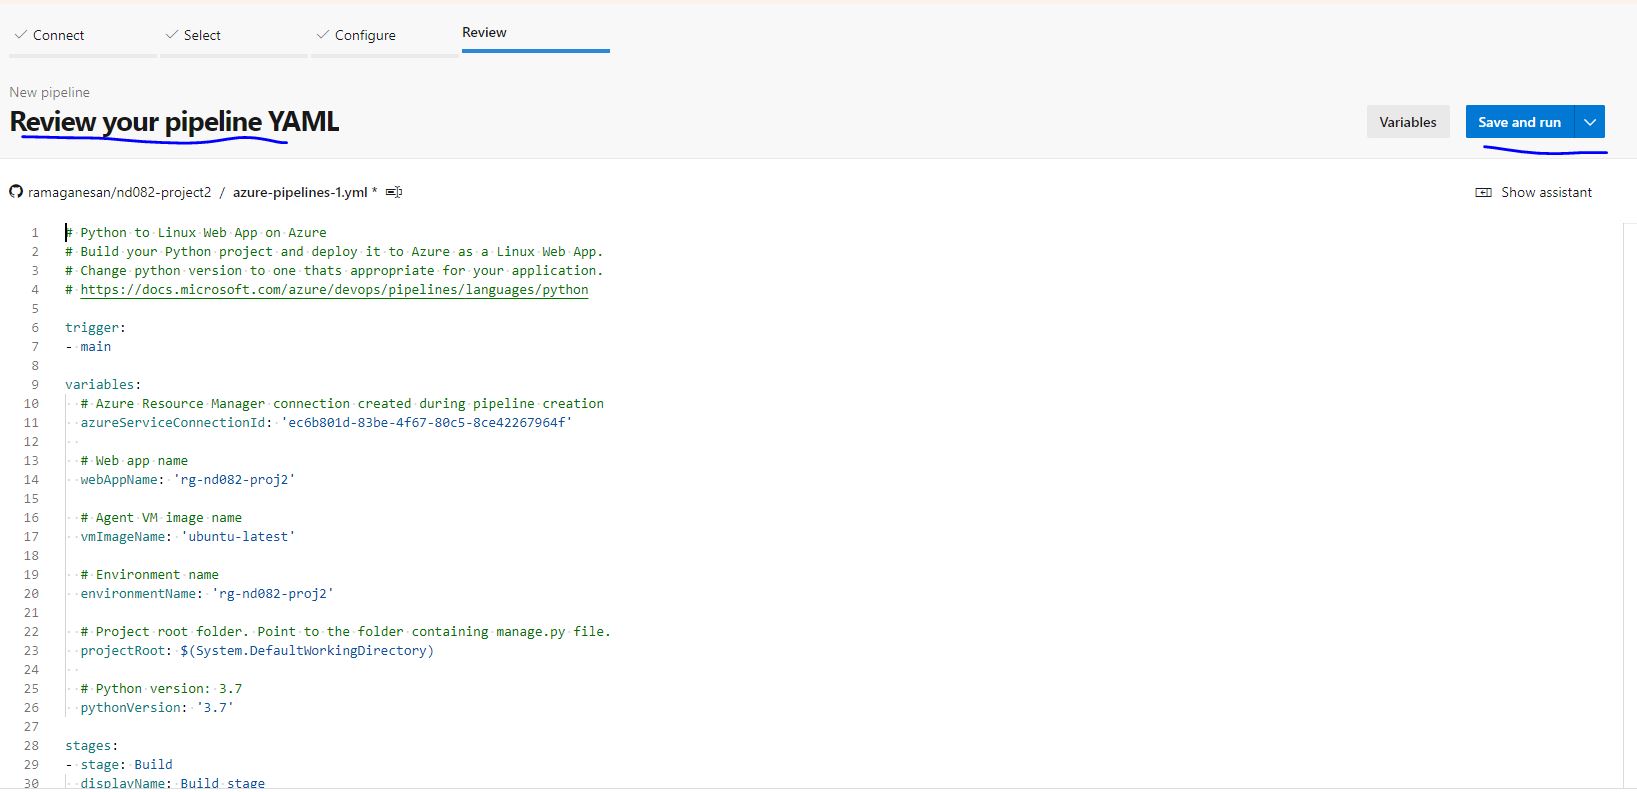 Connect
Select
Configure
Review
New pipeline
Review your pipeline YAML
Variables
Save and run
ramaganesan/nd082-project2 / azure-pipelines-1.yml *
Show assistant
1 # Python to Linux Web App on Azure
2 # Build your Python project and deploy it to Azure as a Linux Web App.
3 # Change python version to one thats appropriate for your application.
4 # https://docs.microsoft.com/azure/devops/pipelines/languages/python
5
6 trigger:
7 - main
8
9 variables:
10 # Azure Resource Manager connection created during pipeline creation
11 azureServiceConnectionId: 'ec6b801d-83be-4f67-80c5-8ce42267964f'
12
13 # Web app name
14 webAppName: 'rg-nd082-proj2'
15
16 # Agent VM image name
17 vmImageName: 'ubuntu-latest'
18
19 # Environment name
20 environmentName: 'rg-nd082-proj2'
21
22 # Project root folder. Point to the folder containing manage.py file.
23 projectRoot: $(System.DefaultWorkingDirectory)
24
25 # Python version: 3.7
26 pythonVersion: '3.7'
27
28 stages:
29 - stage: Build
30 displayName: Build stage